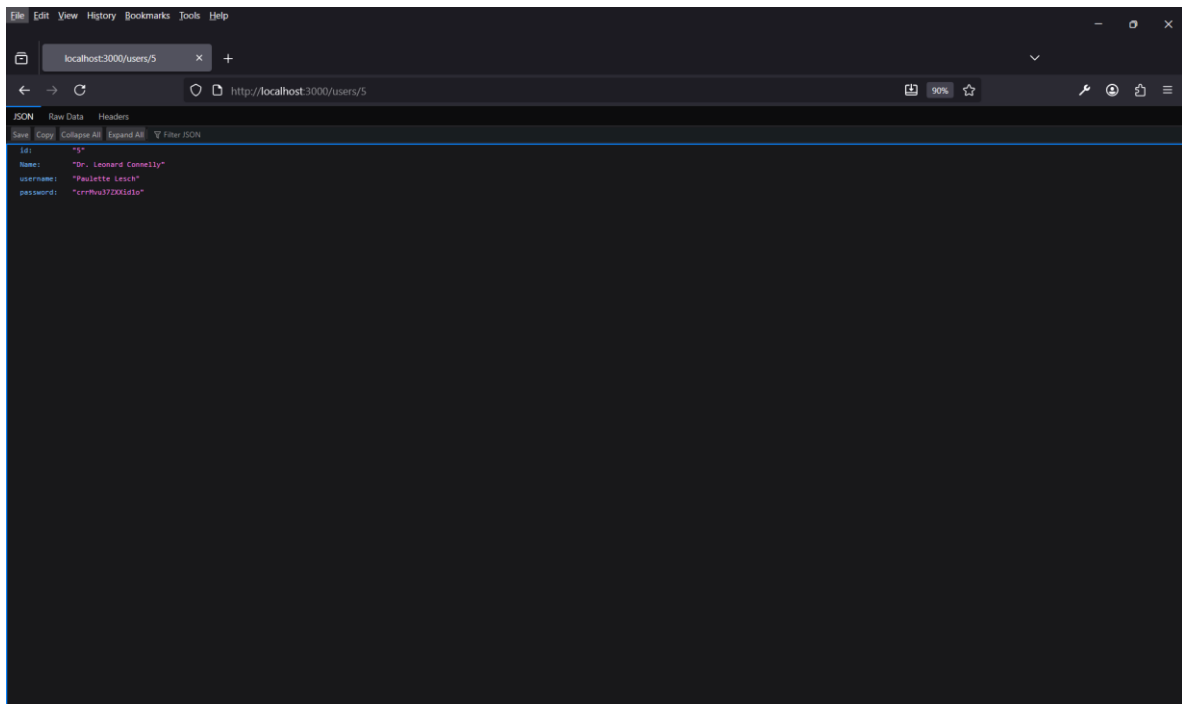 File Edit View History Bookmarks Tools Help
localhost:3000/users/5
http://localhost:3000/users/5 90%
JSON Raw Data Headers
Save Copy Collapse All Expand All Filter JSON
id: "5"
Name: "Dr. Leonard Connelly"
username: "Paulette Lesch"
password: "crrMvu37ZXXid1o"